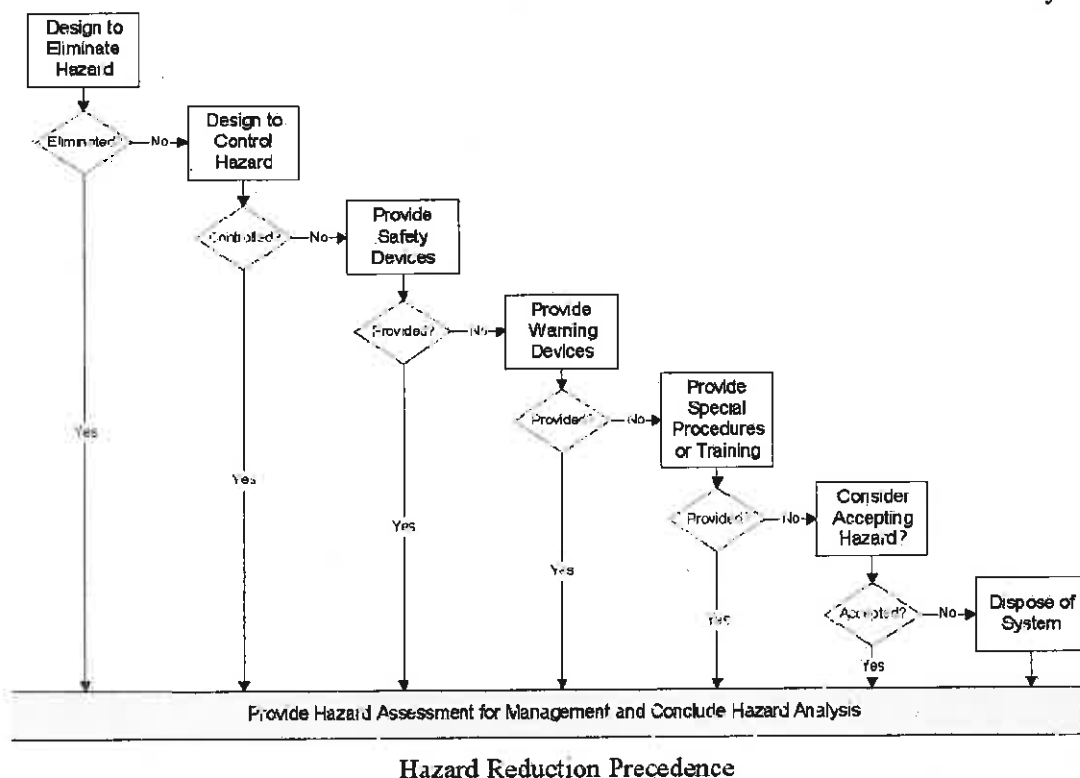 Design to
Eliminate
Hazard
Eliminated?
No
Design to
Control
Hazard
Controlled?
No
Provide
Safety
Devices
Provided?
No
Provide
Warning
Devices
Provided?
No
Provide
Special
Procedures
or Training
Provided?
No
Consider
Accepting
Hazard?
Accepted?
No
Dispose of
System
Yes
Yes
Yes
Yes
Yes
Yes
Provide Hazard Assessment for Management and Conclude Hazard Analysis
Hazard Reduction Precedence